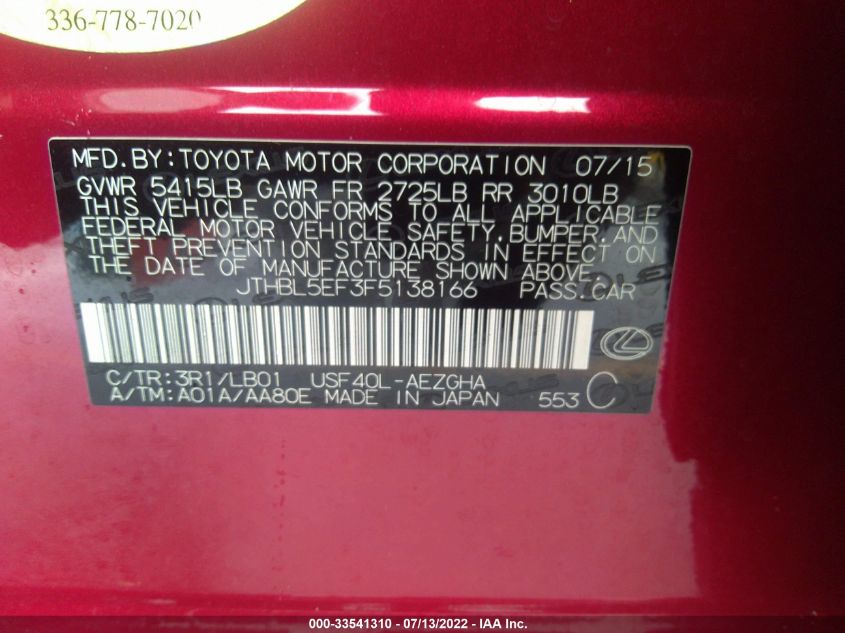 336-778-7020
MFD. BY: TOYOTA MOTOR CORPORATION 07/15
GVWR 5415LB GAWR FR 2725LB RR 3010LB
THIS VEHICLE CONFORMS TO ALL APPLICABLE
FEDERAL MOTOR VEHICLE SAFETY, BUMPER, AND
THEFT PREVENTION STANDARDS IN EFFECT ON
THE DATE OF MANUFACTURE SHOWN ABOVE.
JTHBL5EF3F5138166 PASS. CAR
C/TR: 3R1/LB01 USF40L-AEZGHA
A/TM: A01A/AA80E MADE IN JAPAN 553 C
000-33541310 - 07/13/2022 - IAA Inc.